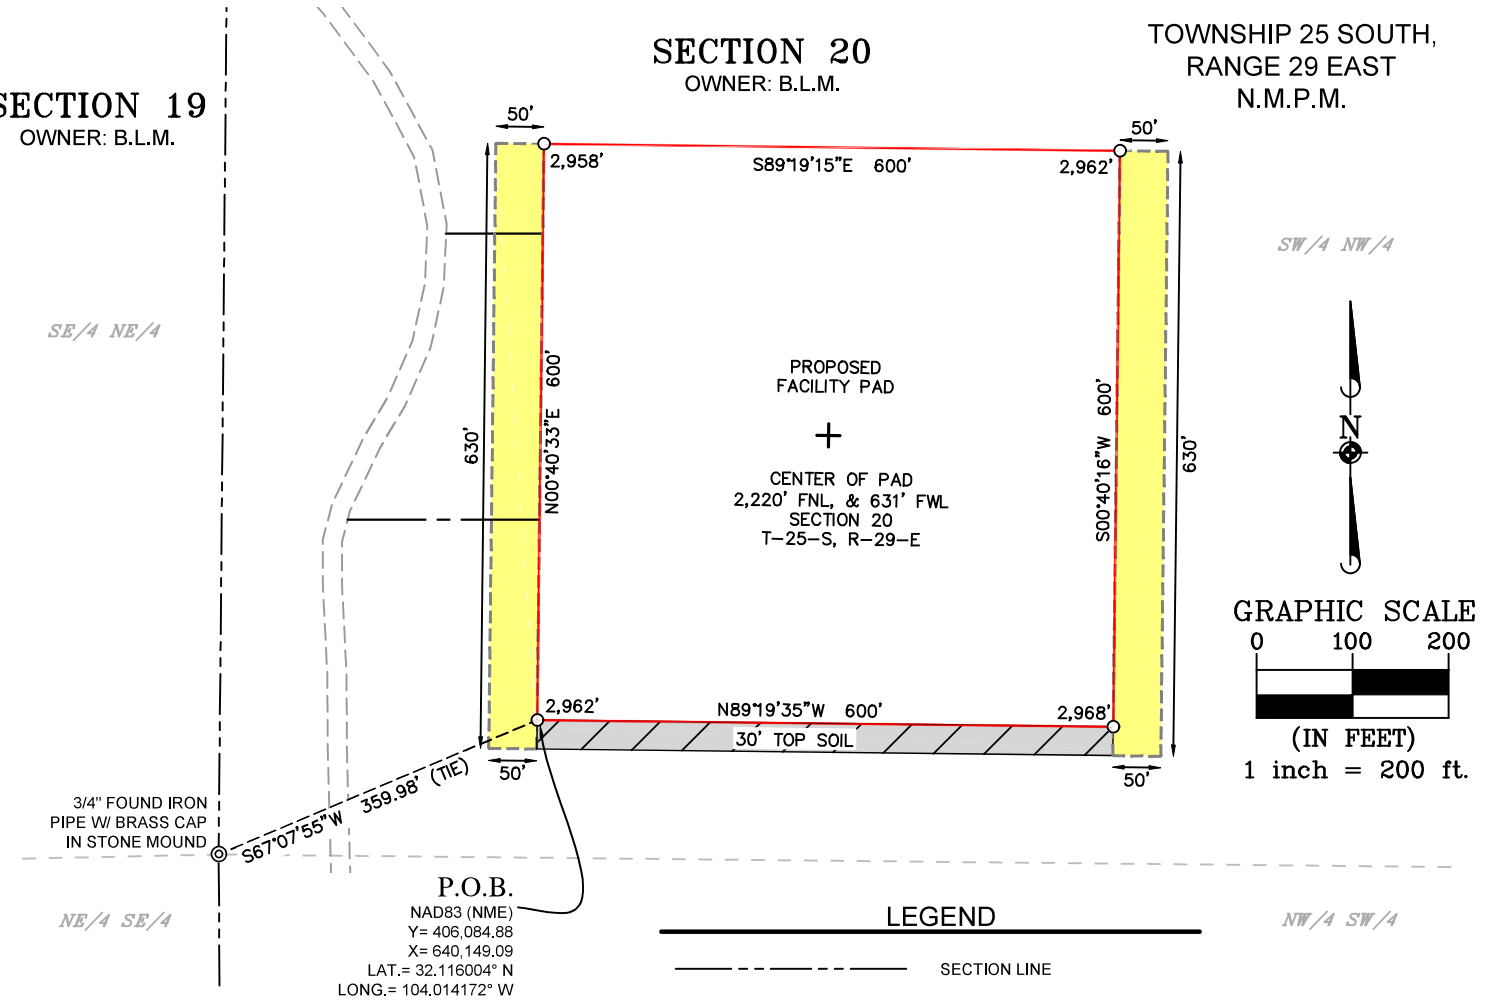 SECTION 20
OWNER: B.L.M.
TOWNSHIP 25 SOUTH,
RANGE 29 EAST
N.M.P.M.
SECTION 19
OWNER: B.L.M.
50'
50'
2,958'
S89°19'15"E 600'
2,962'
SW/4 NW/4
SE/4 NE/4
630'
N00°40'33"E 600'
PROPOSED
FACILITY PAD
CENTER OF PAD
2,220' FNL, & 631' FWL
SECTION 20
T-25-S, R-29-E
S00°40'16"W 600'
630'
N
GRAPHIC SCALE
0 100 200
(IN FEET)
1 inch = 200 ft.
2,962'
N89°19'35"W 600'
2,968'
30' TOP SOIL
50'
50'
S67°07'55"W 359.98' (TIE)
3/4" FOUND IRON
PIPE W/ BRASS CAP
IN STONE MOUND
P.O.B.
NAD83 (NME)
Y= 406,084.88
X= 640,149.09
LAT.= 32.116004° N
LONG.= 104.014172° W
NE/4 SE/4
NW/4 SW/4
LEGEND
SECTION LINE